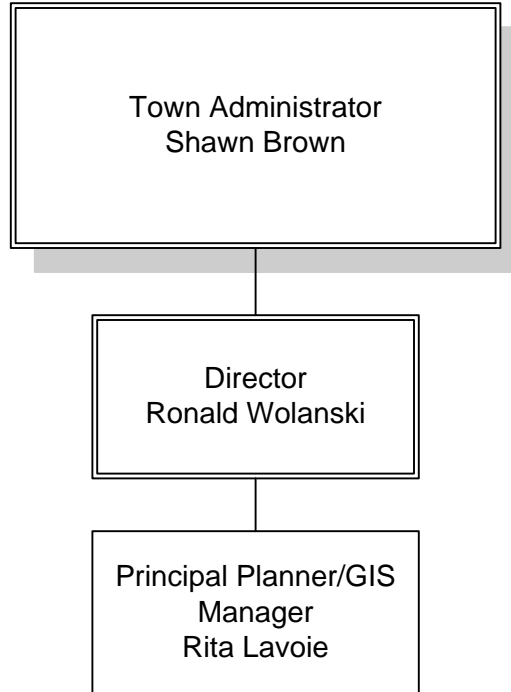 Town Administrator
Shawn Brown
Director
Ronald Wolanski
Principal Planner/GIS
Manager
Rita Lavoie